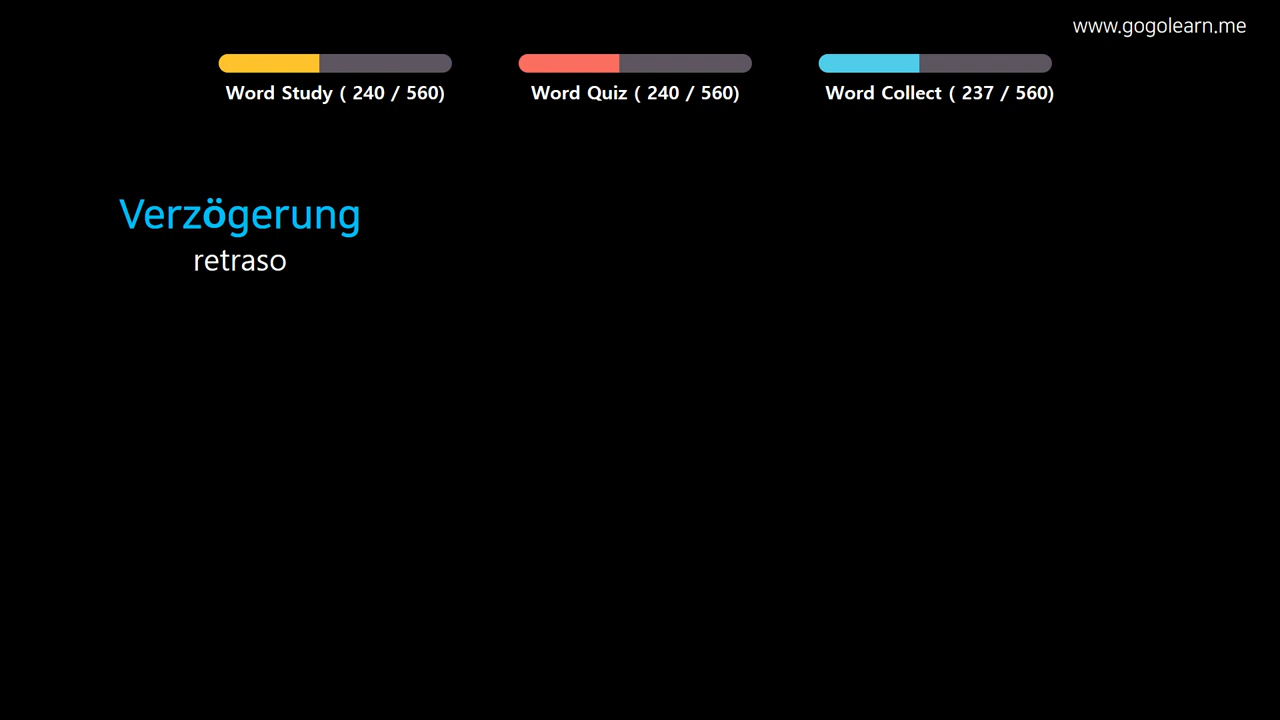 www.gogolearn.me
Word Study ( 240 / 560)
Word Quiz ( 240 / 560)
Word Collect ( 237 / 560)
Verzögerung
retraso